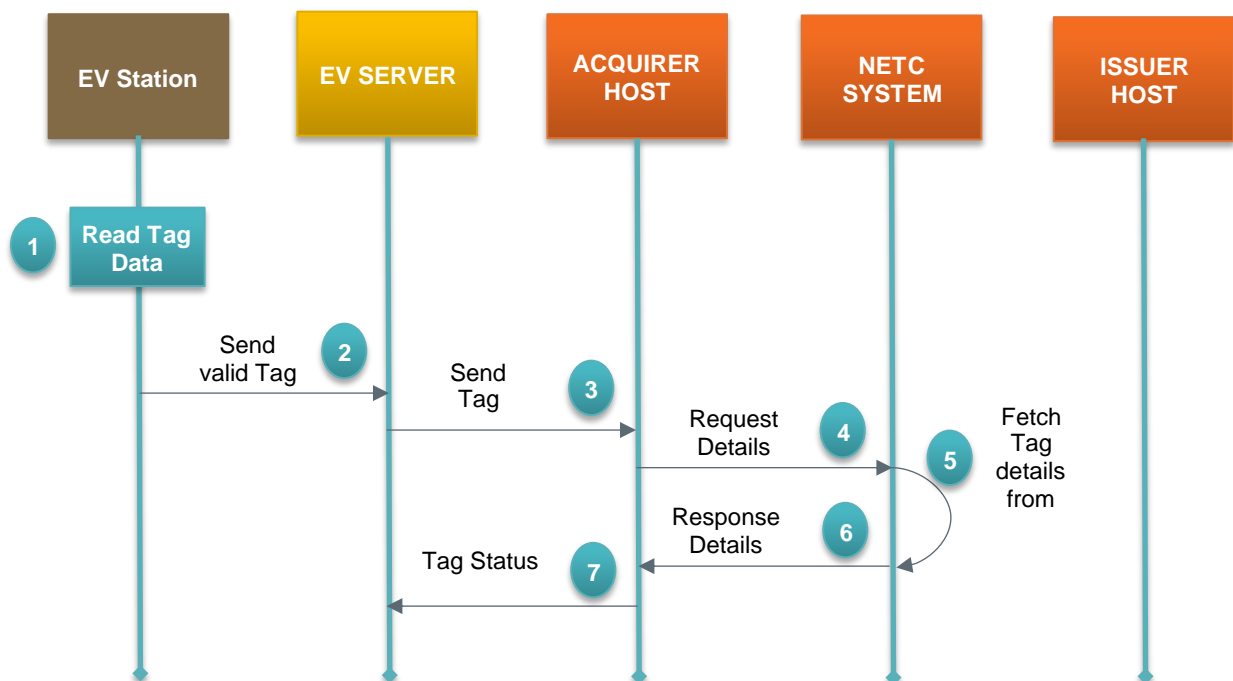 EV Station
EV SERVER
ACQUIRER
HOST
NETC
SYSTEM
ISSUER
HOST
1
Read Tag
Data
Send
valid Tag
2
Send
Tag
3
Request
Details
4
5
Fetch
Tag
details
from
Response
Details
6
Tag Status
7